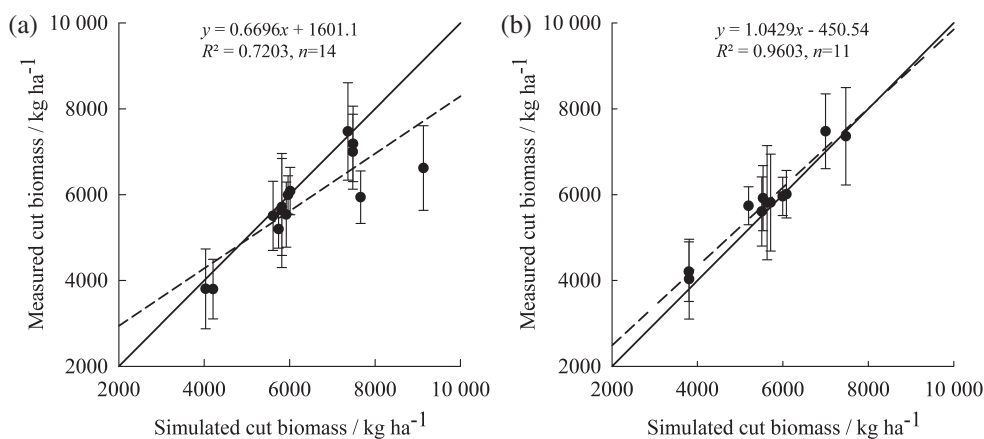 (a)
y = 0.6696x + 1601.1
R² = 0.7203, n=14
10 000
8000
6000
4000
2000
Measured cut biomass / kg ha⁻¹
2000 4000 6000 8000 10 000
Simulated cut biomass / kg ha⁻¹
(b)
y = 1.0429x - 450.54
R² = 0.9603, n=11
10 000
8000
6000
4000
2000
Measured cut biomass / kg ha⁻¹
2000 4000 6000 8000 10 000
Simulated cut biomass / kg ha⁻¹